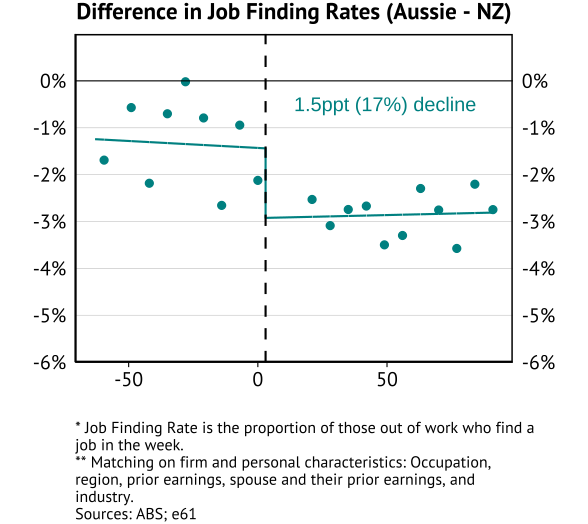 Difference in Job Finding Rates (Aussie - NZ)
0% 0%
1.5ppt (17%) decline
-1% -1%
-2% -2%
-3% -3%
-4% -4%
-5% -5%
-6% -6%
-50 0 50
* Job Finding Rate is the proportion of those out of work who find a
job in the week.
** Matching on firm and personal characteristics: Occupation,
region, prior earnings, spouse and their prior earnings, and
industry.
Sources: ABS; e61